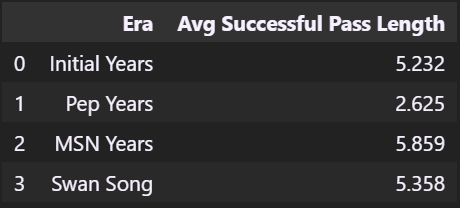 Era Avg Successful Pass Length
0 Initial Years 5.232
1 Pep Years 2.625
2 MSN Years 5.859
3 Swan Song 5.358